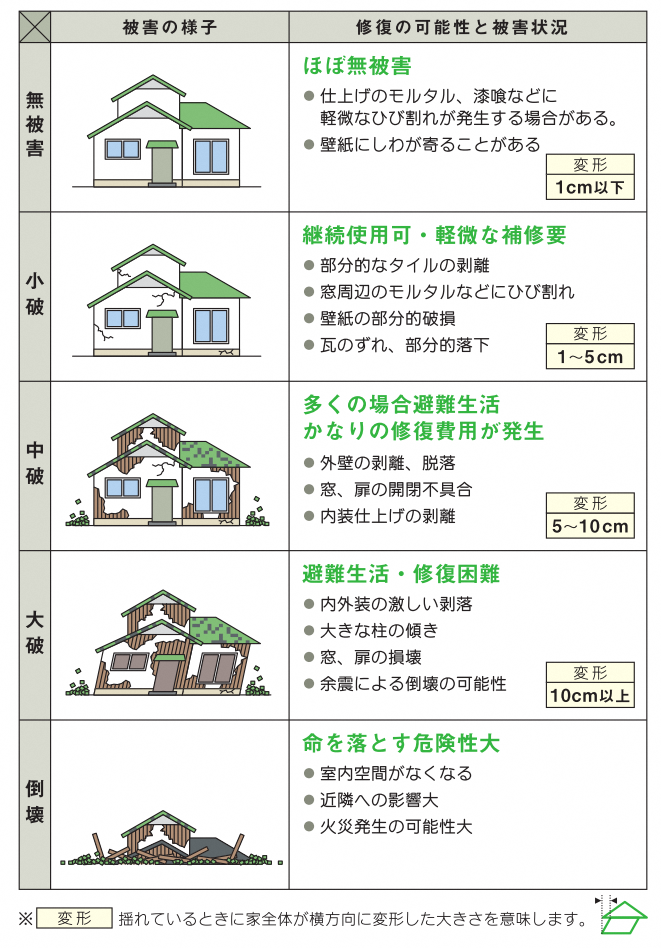 被害の様子
修復の可能性と被害状況
無被害
ほぼ無被害
●仕上げのモルタル、漆喰などに
軽微なひび割れが発生する場合がある。
●壁紙にしわが寄ることがある
変形
1cm以下
小破
継続使用可・軽微な補修要
●部分的なタイルの剥離
●窓周辺のモルタルなどにひび割れ
●壁紙の部分的破損
●瓦のずれ、部分的落下
変形
1〜5cm
中破
多くの場合避難生活
かなりの修復費用が発生
●外壁の剥離、脱落
●窓、扉の開閉不具合
●内装仕上げの剥離
変形
5〜10cm
大破
避難生活・修復困難
●内外装の激しい剥落
●大きな柱の傾き
●窓、扉の損壊
●余震による倒壊の可能性
変形
10cm以上
倒壊
命を落とす危険性大
●室内空間がなくなる
●近隣への影響大
●火災発生の可能性大
※ 変形 揺れているときに家全体が横方向に変形した大きさを意味します。